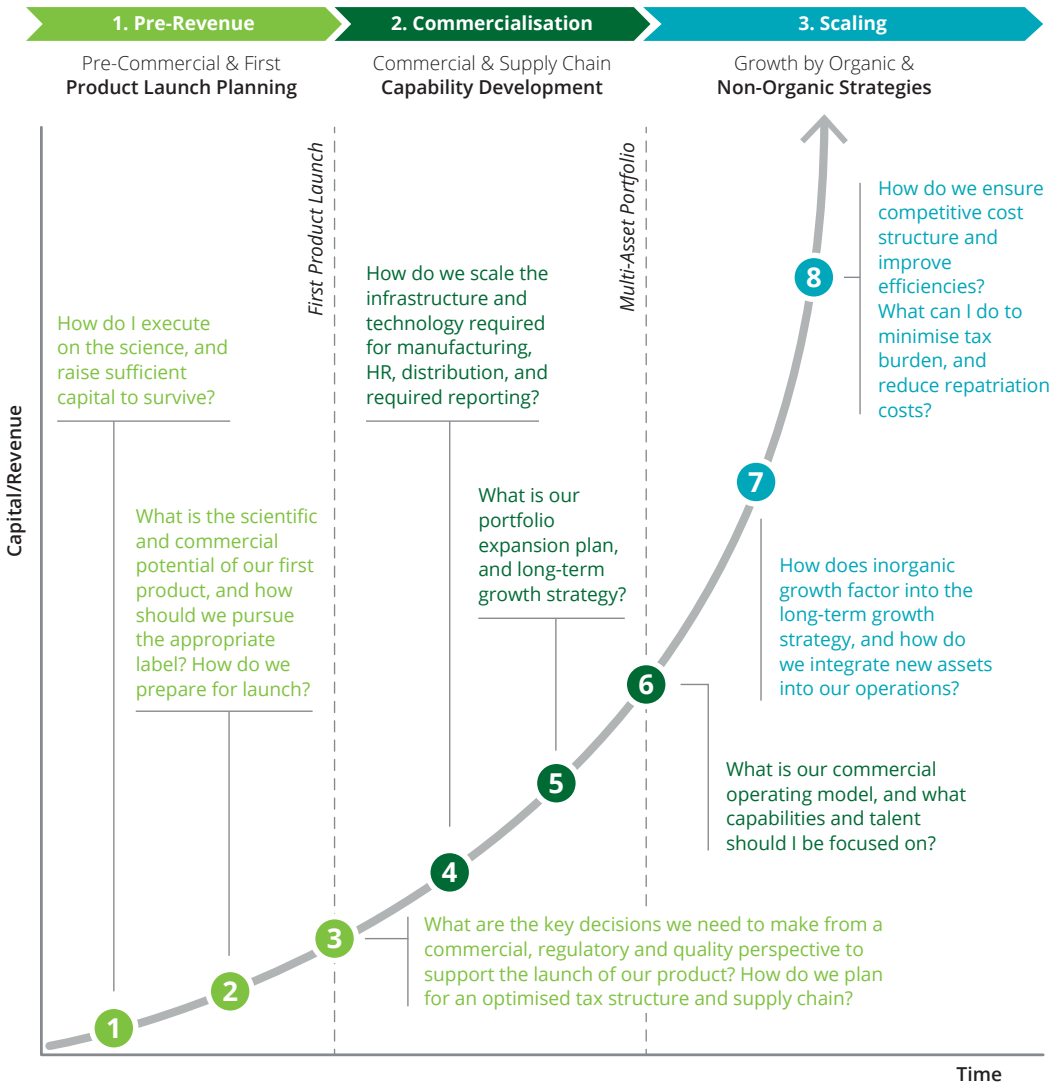 1. Pre-Revenue
2. Commercialisation
3. Scaling
Pre-Commercial & First
Product Launch Planning
Commercial & Supply Chain
Capability Development
Growth by Organic &
Non-Organic Strategies
Capital/Revenue
First Product Launch
Multi-Asset Portfolio
How do I execute
on the science, and
raise sufficient
capital to survive?
1
What is the scientific
and commercial
potential of our first
product, and how
should we pursue
the appropriate
label? How do we
prepare for launch?
2
What are the key decisions we need to make from a
commercial, regulatory and quality perspective to
support the launch of our product? How do we plan
for an optimised tax structure and supply chain?
3
How do we scale the
infrastructure and
technology required
for manufacturing,
HR, distribution, and
required reporting?
4
What is our
portfolio
expansion plan,
and long-term
growth strategy?
5
What is our commercial
operating model, and what
capabilities and talent
should I be focused on?
6
How does inorganic
growth factor into the
long-term growth
strategy, and how do
we integrate new assets
into our operations?
7
How do we ensure
competitive cost
structure and
improve
efficiencies?
What can I do to
minimise tax
burden, and
reduce repatriation
costs?
8
Time